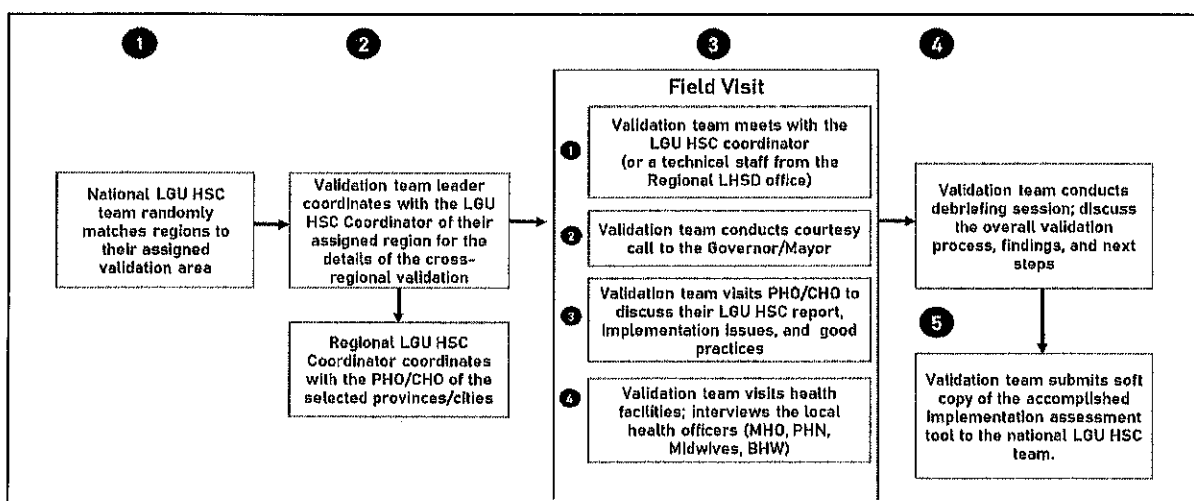 1
National LGU HSC
team randomly
matches regions to
their assigned
validation area
2
Validation team leader
coordinates with the LGU
HSC Coordinator of their
assigned region for the
details of the cross-
regional validation
Regional LGU HSC
Coordinator coordinates
with the PHO/CHO of the
selected provinces/cities
3
Field Visit
1
Validation team meets with the
LGU HSC coordinator
(or a technical staff from the
Regional LHSD office)
2
Validation team conducts courtesy
call to the Governor/Mayor
3
Validation team visits PHO/CHO to
discuss their LGU HSC report,
Implementation issues, and good
practices
4
Validation team visits health
facilities; interviews the local
health officers (MHO, PHN,
Midwives, BHW)
4
Validation team conducts
debriefing session; discuss
the overall validation
process, findings, and next
steps
5
Validation team submits soft
copy of the accomplished
Implementation assessment
tool to the national LGU HSC
team.